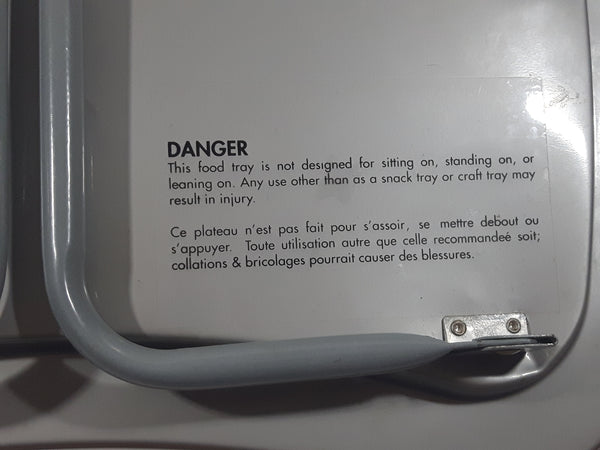 DANGER
This food tray is not designed for sitting on, standing on, or
leaning on. Any use other than as a snack tray or craft tray may
result in injury.
Ce plateau n'est pas fait pour s'assoir, se mettre debout ou
s'appuyer. Toute utilisation autre que celle recommandeé soit;
collations & bricolages pourrait causer des blessures.